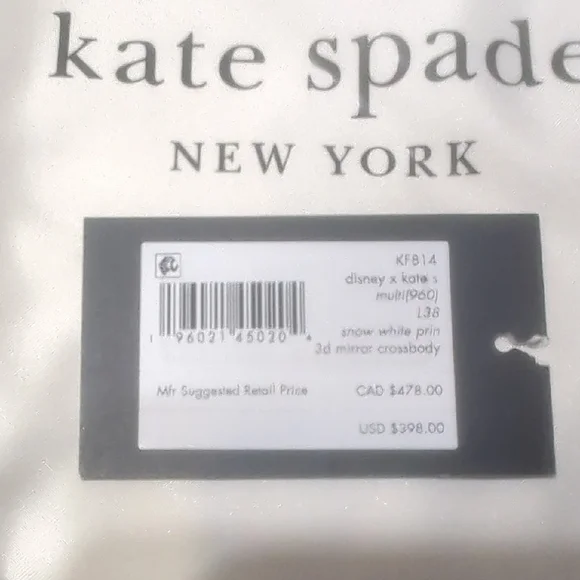 kate spade
NEW YORK
KF814
disney x kate s
multi(960)
L38
1 96021 45020 4
snow white prin
3d mirror crossbody
Mfr Suggested Retail Price
CAD $478.00
USD $398.00